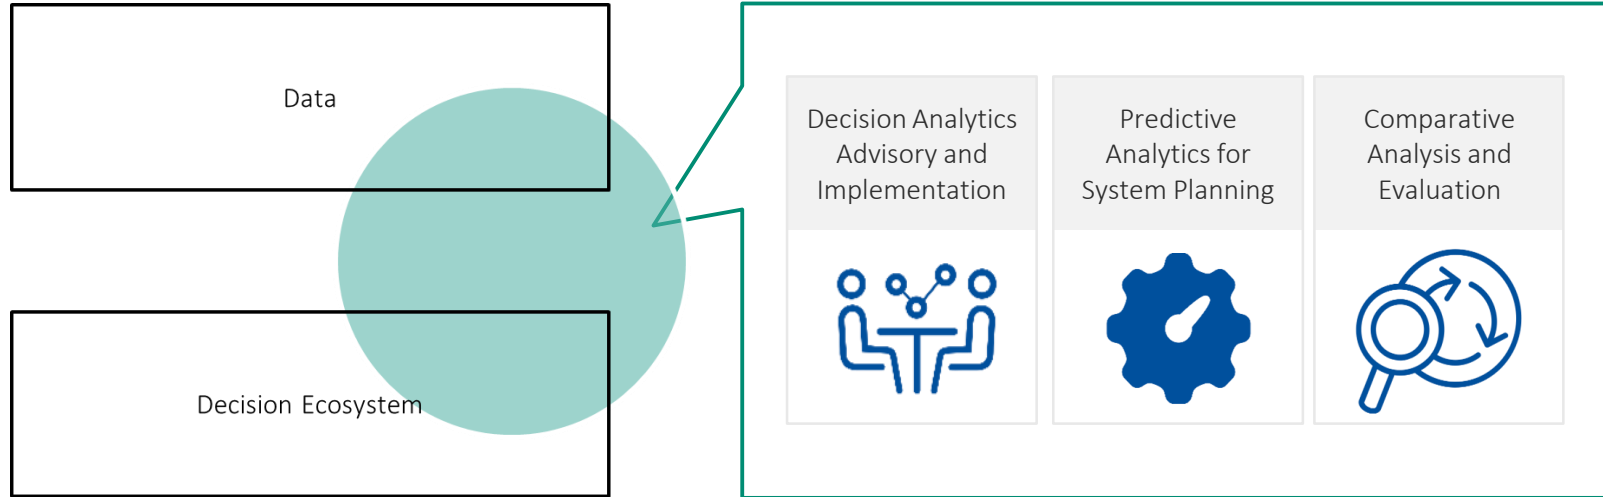 Data
Decision Ecosystem
Decision Analytics
Advisory and
Implementation
Predictive
Analytics for
System Planning
Comparative
Analysis and
Evaluation